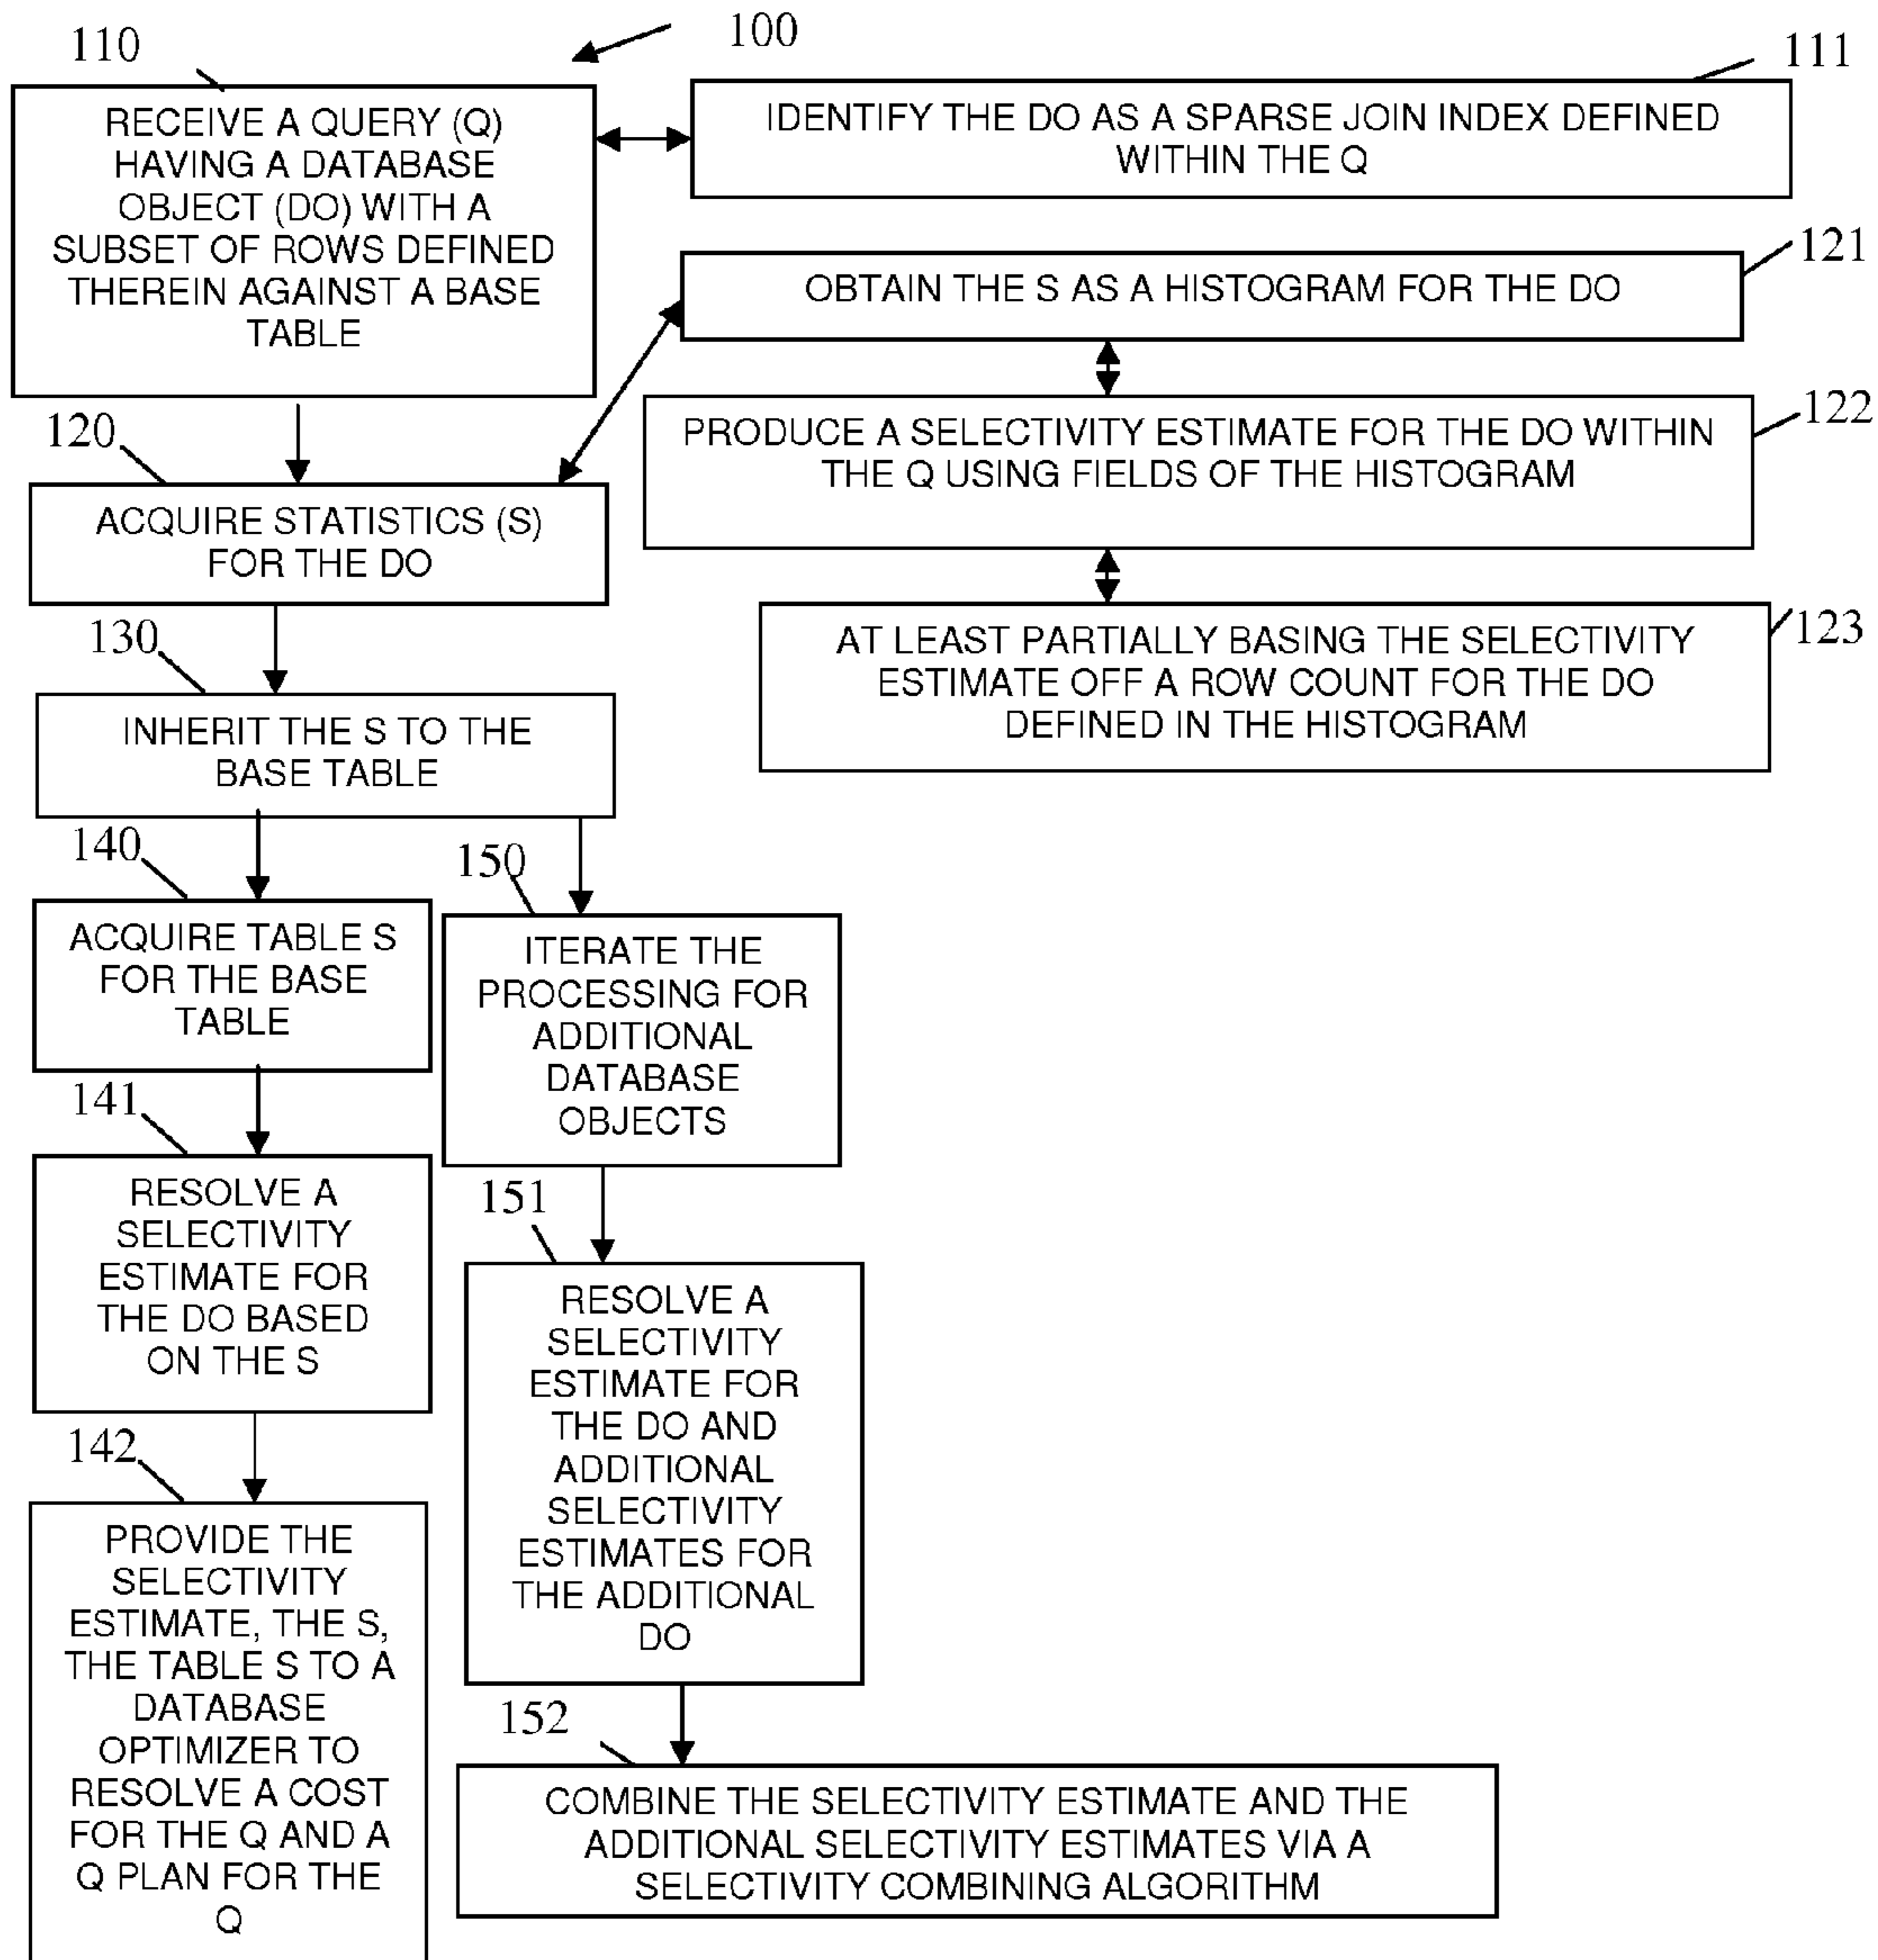 100
110
RECEIVE A QUERY (Q)
HAVING A DATABASE
OBJECT (DO) WITH A
SUBSET OF ROWS DEFINED
THEREIN AGAINST A BASE
TABLE
111
IDENTIFY THE DO AS A SPARSE JOIN INDEX DEFINED
WITHIN THE Q
121
OBTAIN THE S AS A HISTOGRAM FOR THE DO
122
PRODUCE A SELECTIVITY ESTIMATE FOR THE DO WITHIN
THE Q USING FIELDS OF THE HISTOGRAM
123
AT LEAST PARTIALLY BASING THE SELECTIVITY
ESTIMATE OFF A ROW COUNT FOR THE DO
DEFINED IN THE HISTOGRAM
120
ACQUIRE STATISTICS (S)
FOR THE DO
130
INHERIT THE S TO THE
BASE TABLE
140
ACQUIRE TABLE S
FOR THE BASE
TABLE
141
RESOLVE A
SELECTIVITY
ESTIMATE FOR
THE DO BASED
ON THE S
142
PROVIDE THE
SELECTIVITY
ESTIMATE, THE S,
THE TABLE S TO A
DATABASE
OPTIMIZER TO
RESOLVE A COST
FOR THE Q AND A
Q PLAN FOR THE
Q
150
ITERATE THE
PROCESSING FOR
ADDITIONAL
DATABASE
OBJECTS
151
RESOLVE A
SELECTIVITY
ESTIMATE FOR
THE DO AND
ADDITIONAL
SELECTIVITY
ESTIMATES FOR
THE ADDITIONAL
DO
152
COMBINE THE SELECTIVITY ESTIMATE AND THE
ADDITIONAL SELECTIVITY ESTIMATES VIA A
SELECTIVITY COMBINING ALGORITHM